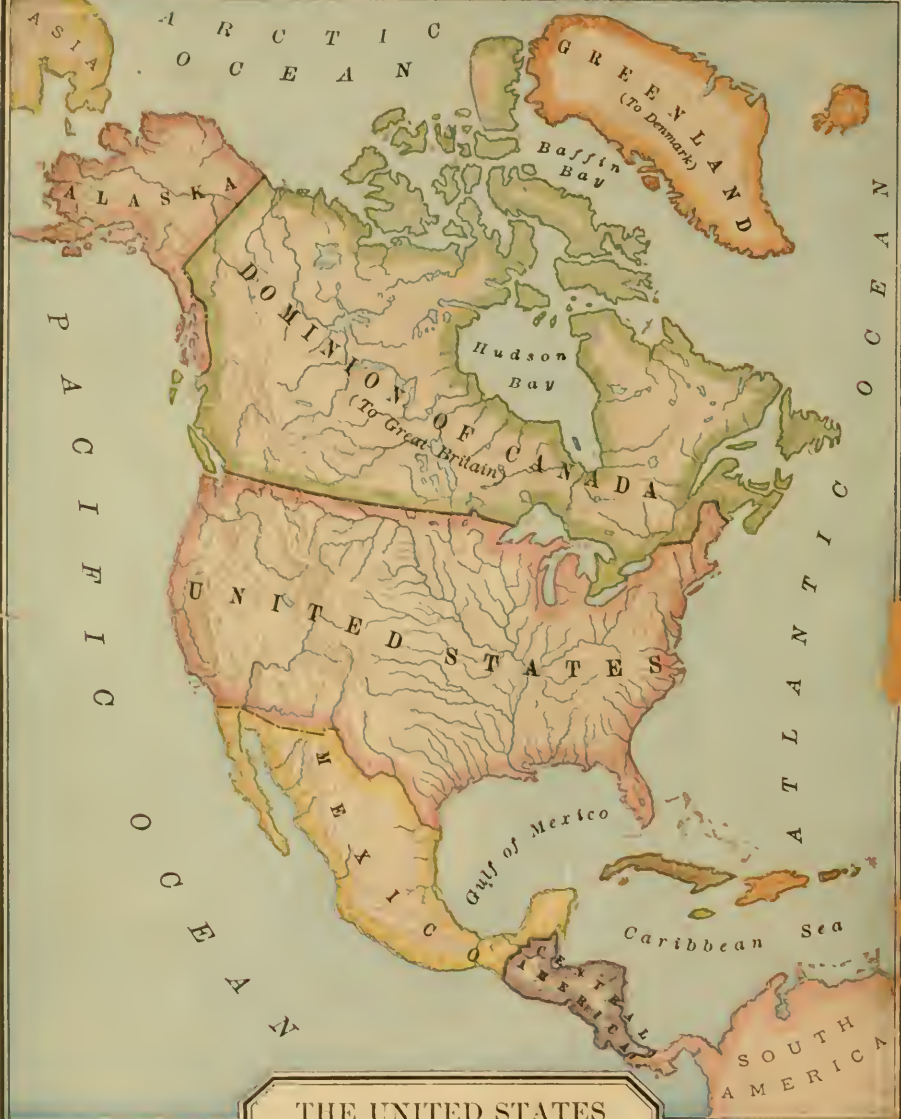 ASIA
ARCTIC
OCEAN
GREENLAND
(To Denmark)
Baffin
Bay
ALASKA
DOMINION OF CANADA
(To Great Britain)
Hudson
Bay
PACIFIC OCEAN
ATLANTIC OCEAN
UNITED STATES
MEXICO
Gulf of Mexico
Caribbean Sea
CENTRAL
AMERICA
SOUTH
AMERICA
THE UNITED STATES